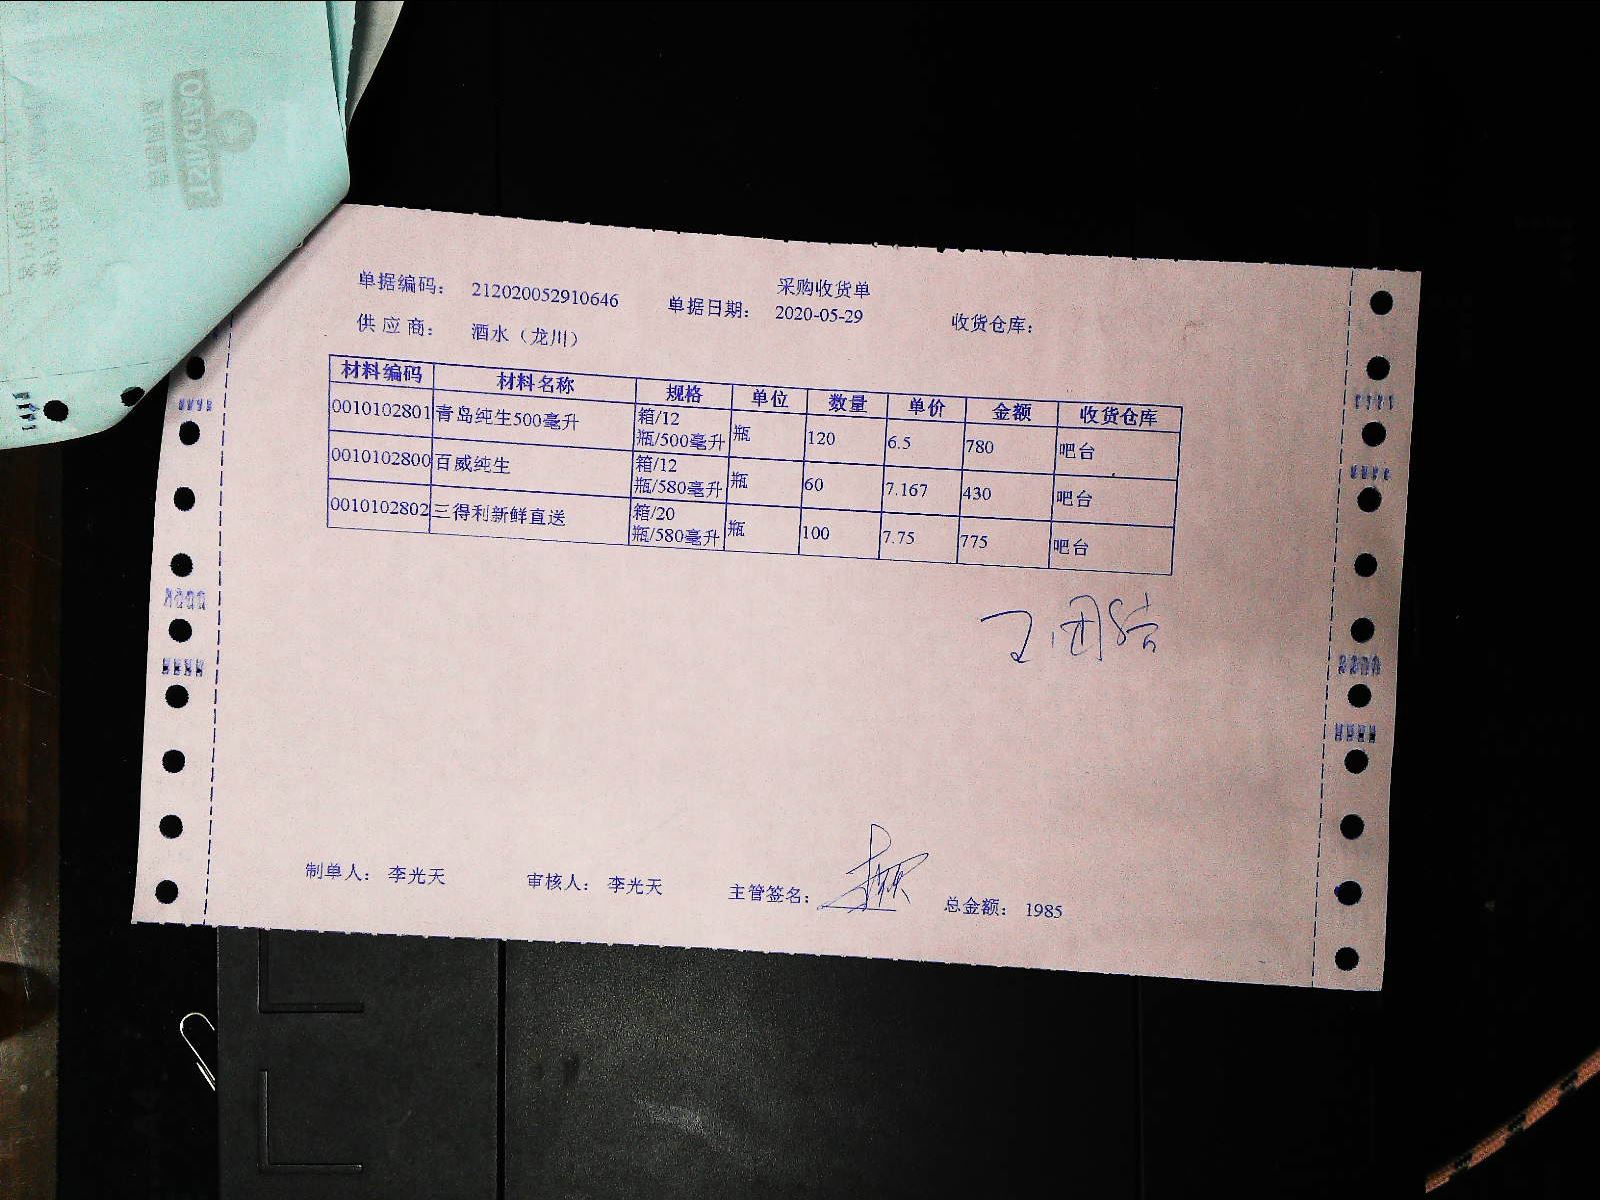 采购收货单
单据编码： 212020052910646 单据日期： 2020-05-29 收货仓库：
供应商： 酒水（龙川）
材料编码 材料名称 规格 单位 数量 单价 金额 收货仓库
0010102801 青岛纯生500毫升 箱/12瓶/500毫升 瓶 120 6.5 780 吧台
0010102800 百威纯生 箱/12瓶/580毫升 瓶 60 7.167 430 吧台
0010102802 三得利新鲜直送 箱/20瓶/580毫升 瓶 100 7.75 775 吧台
制单人： 李光天 审核人： 李光天 主管签名： 总金额： 1985